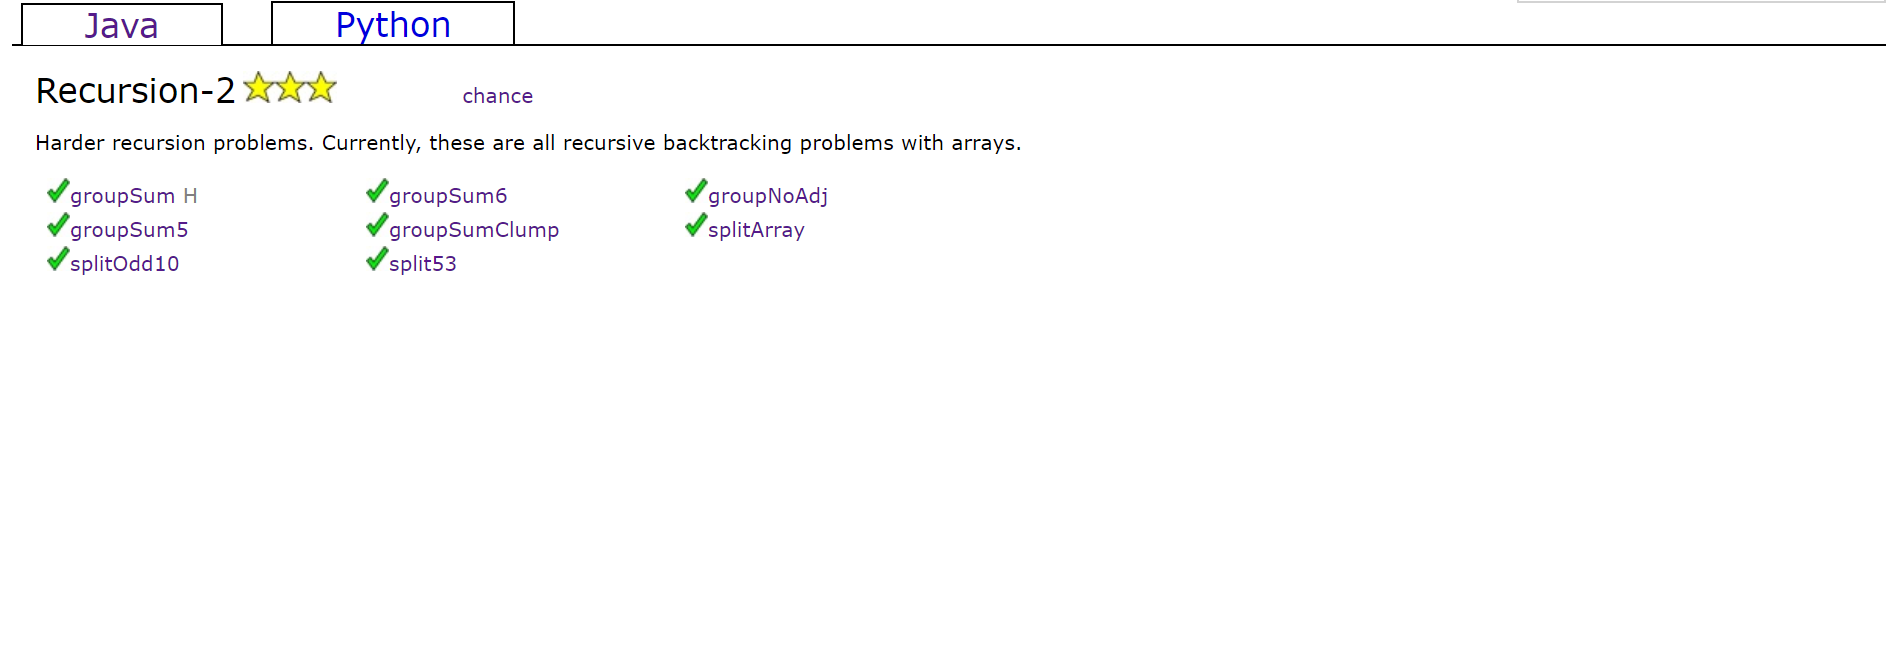 Java Python
Recursion-2 chance
Harder recursion problems. Currently, these are all recursive backtracking problems with arrays.
groupSum H groupSum6 groupNoAdj
groupSum5 groupSumClump splitArray
splitOdd10 split53